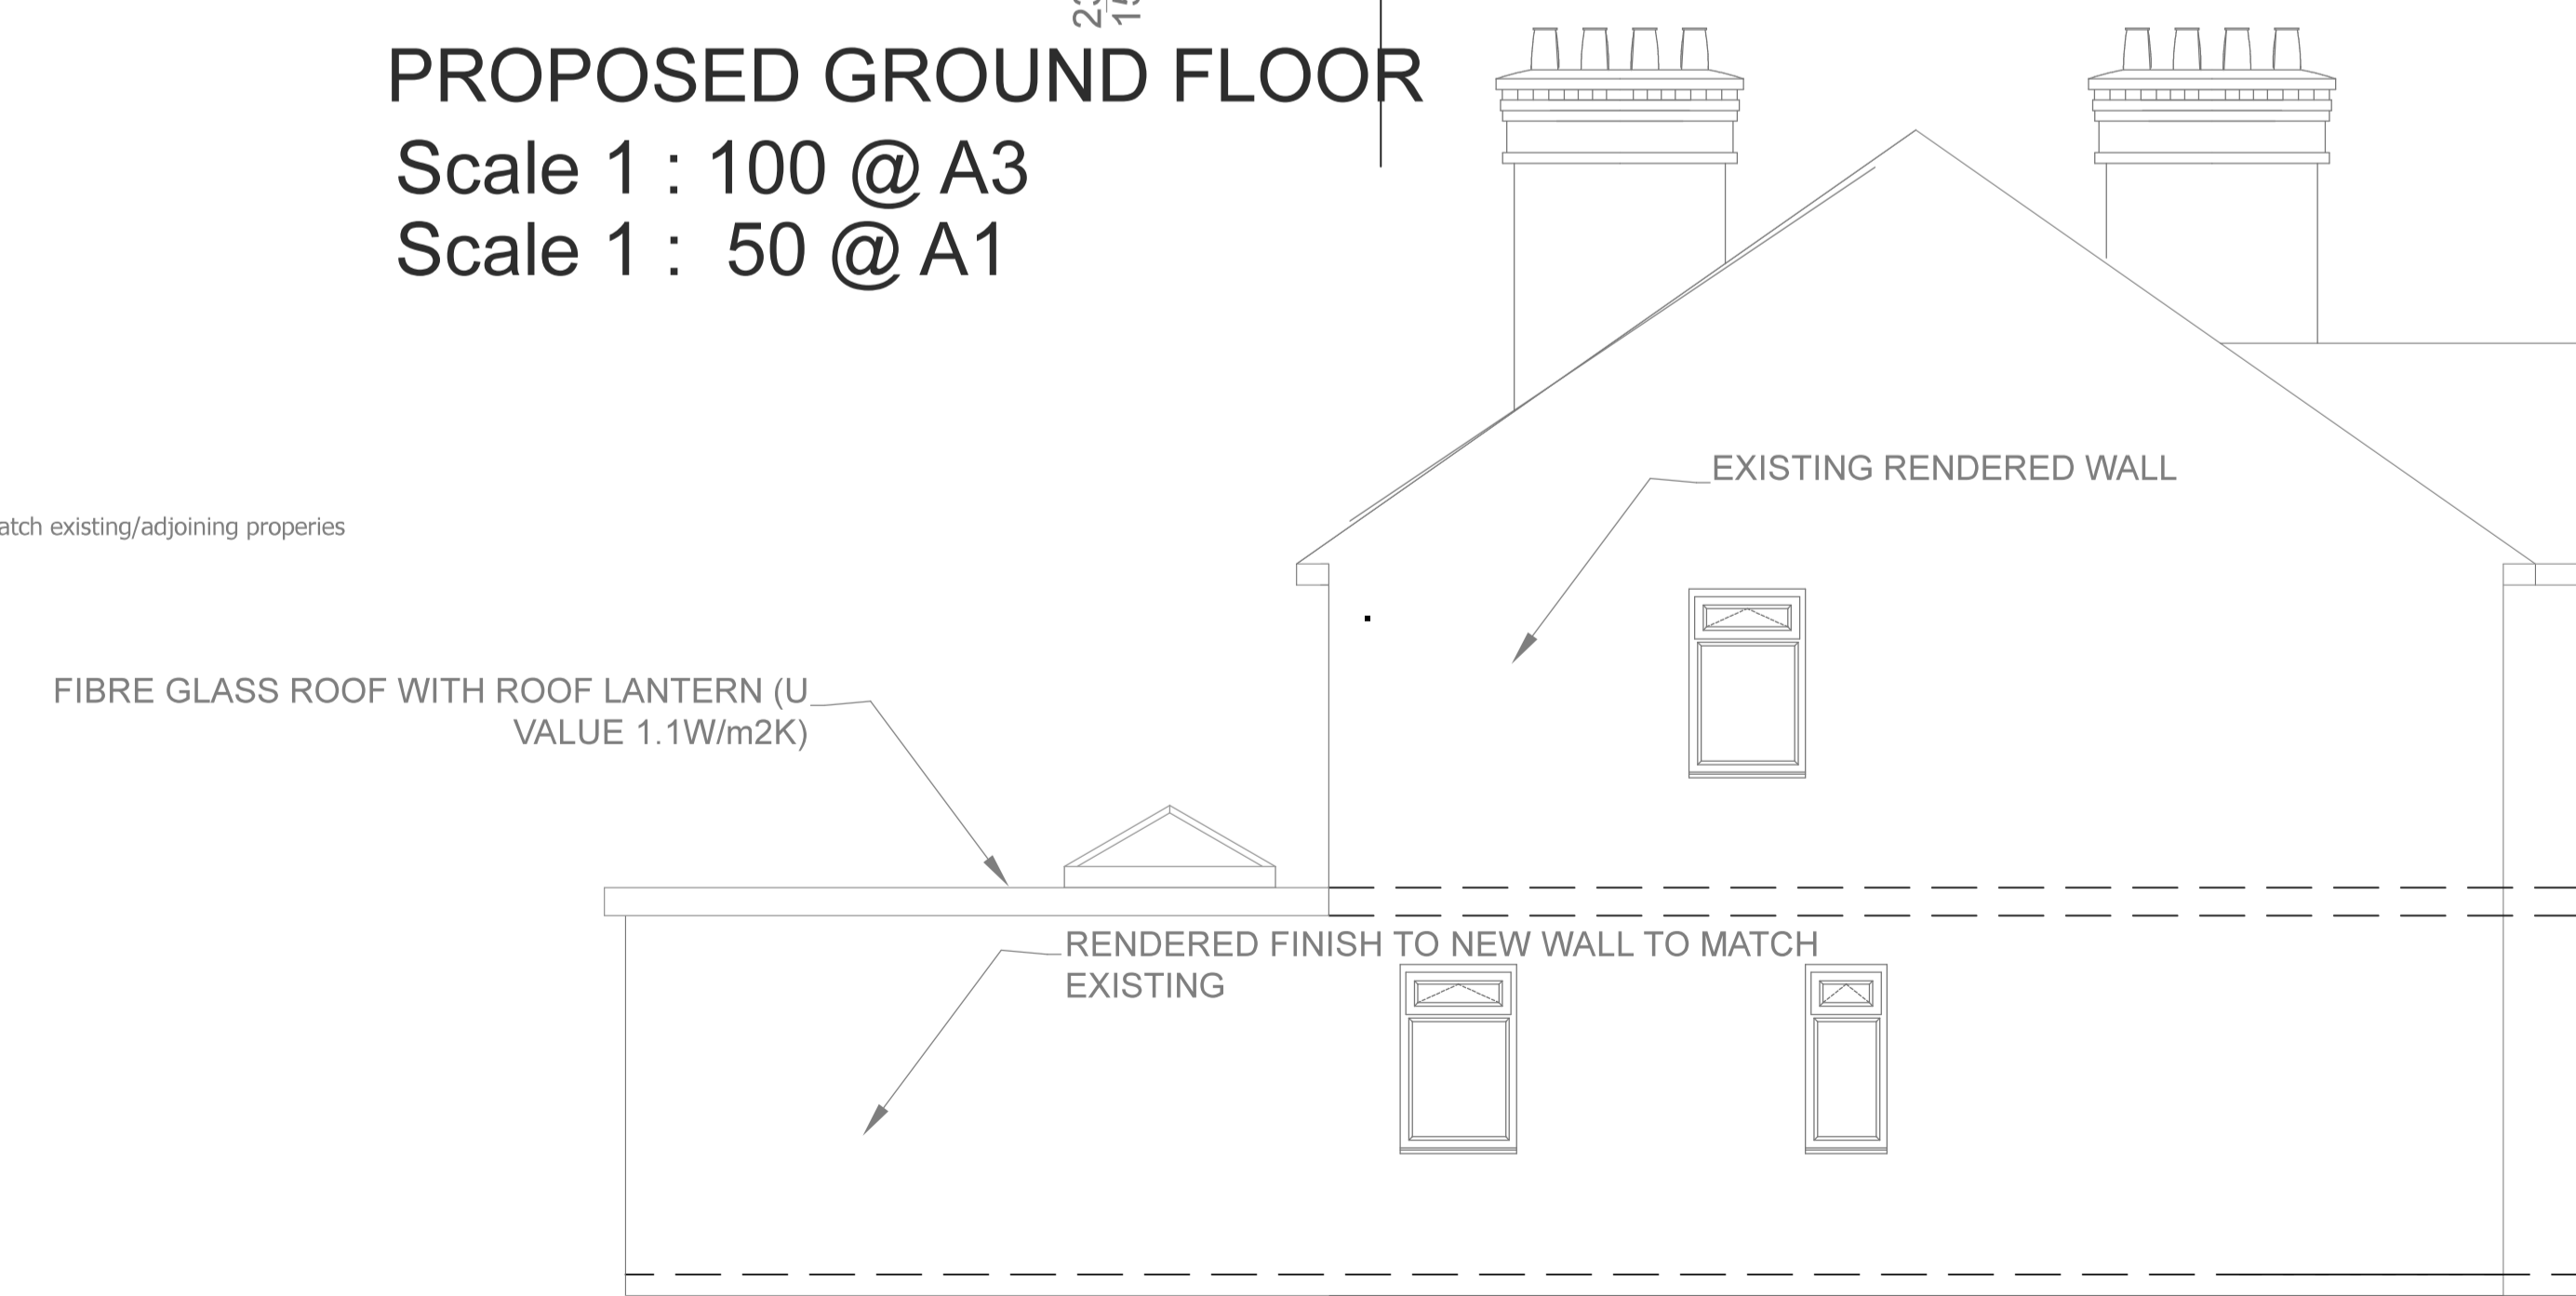 PROPOSED GROUND FLOOR
Scale 1 : 100 @ A3
Scale 1 : 50 @ A1
EXISTING RENDERED WALL
existing/adjoining properies
FIBRE GLASS ROOF WITH ROOF LANTERN (U
VALUE 1.1W/m2K)
RENDERED FINISH TO NEW WALL TO MATCH
EXISTING